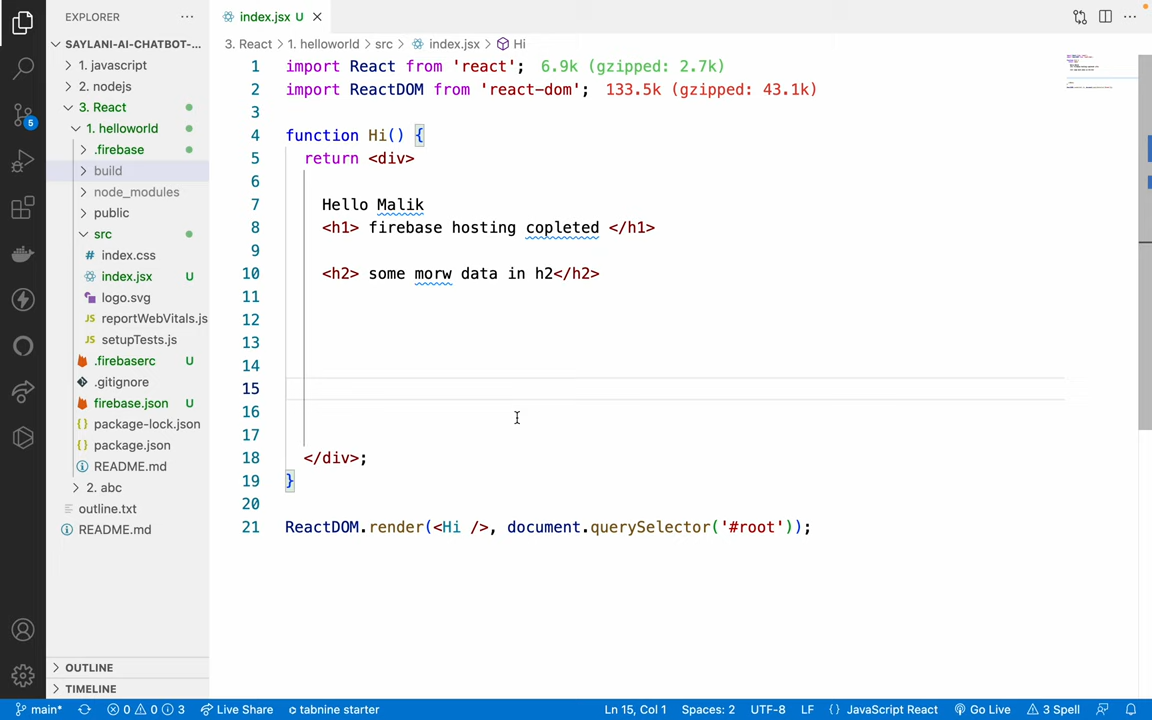 EXPLORER
index.jsx U
SAYLANI-AI-CHATBOT-...
3. React > 1. helloworld > src > index.jsx > Hi
1. javascript
2. nodejs
3. React
1. helloworld
.firebase
build
node_modules
public
src
# index.css
index.jsx U
logo.svg
JS reportWebVitals.js
JS setupTests.js
.firebaserc U
.gitignore
firebase.json U
{} package-lock.json
{} package.json
README.md
2. abc
outline.txt
README.md
OUTLINE
TIMELINE
5
1 import React from 'react'; 6.9k (gzipped: 2.7k)
2 import ReactDOM from 'react-dom'; 133.5k (gzipped: 43.1k)
3
4 function Hi() {
5 return <div>
6
7 Hello Malik
8 <h1> firebase hosting copleted </h1>
9
10 <h2> some morw data in h2</h2>
11
12
13
14
15
16
17
18 </div>;
19 }
20
21 ReactDOM.render(<Hi />, document.querySelector('#root'));
main* 0 0 3 Live Share tabnine starter Ln 15, Col 1 Spaces: 2 UTF-8 LF {} JavaScript React Go Live 3 Spell